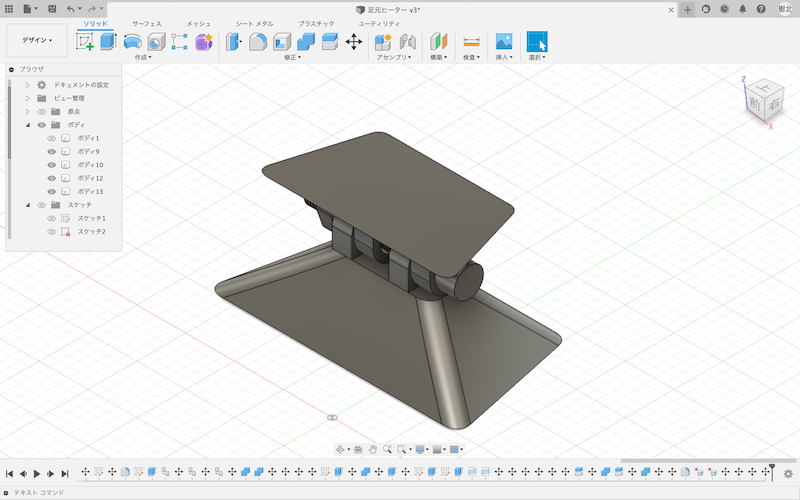 足元ヒーター v3*
樹北
ソリッド サーフェス メッシュ シート メタル プラスチック ユーティリティ
デザイン
作成 修正 アセンブリ 構築 検査 挿入 選択
ブラウザ
ドキュメントの設定
ビュー管理
原点
ボディ
ボディ1
ボディ9
ボディ10
ボディ12
ボディ13
スケッチ
スケッチ1
スケッチ2
Z
上
前 右
X
テキスト コマンド